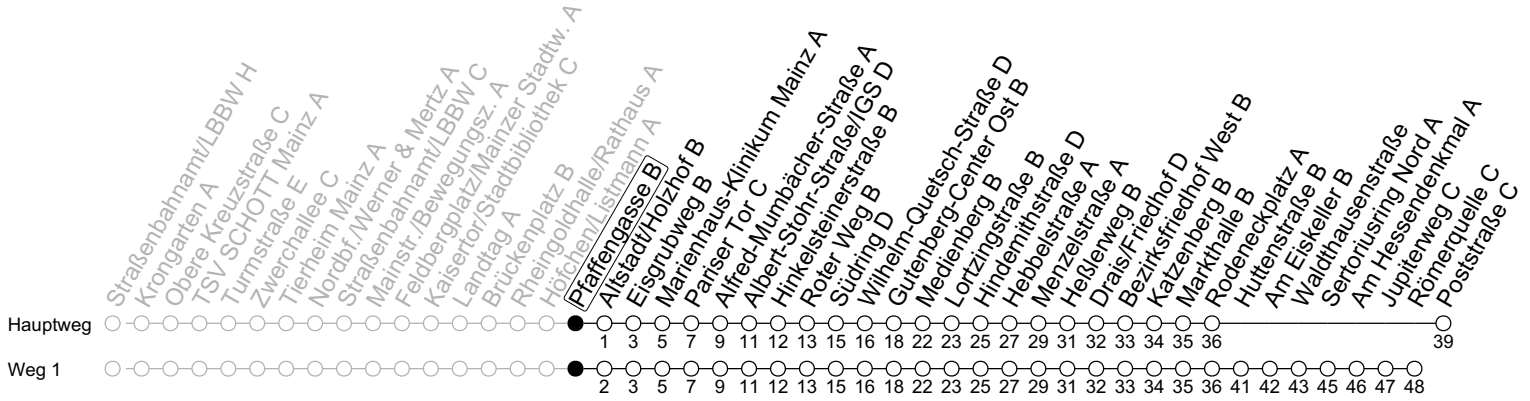 Straßenbahnamt/LBBW H
Krongarten A
Obere Kreuzstraße C
TSV SCHOTT Mainz A
Turmstraße E
Zwerchallee C
Tierheim Mainz A
Nordbf./Werner & Mertz A
Straßenbahnamt/LBBW C
Mainstr./Bewegungsz. A
Feldbergplatz/Mainzer Stadtw. A
Kaisertor/Stadtbibliothek C
Landtag A
Brückenplatz B
Rheingoldhalle/Rathaus A
Höfchen/Listmann A
Pfaffengasse B
Altstadt/Holzhof B
Eisgrubweg B
Marienhaus-Klinikum Mainz A
Pariser Tor C
Alfred-Mumbächer-Straße A
Albert-Stohr-Straße/IGS D
Hinkelsteinerstraße B
Roter Weg B
Südring D
Wilhelm-Quetsch-Straße D
Gutenberg-Center Ost B
Medienberg B
Lortzingstraße B
Hindemithstraße D
Hebbelstraße A
Menzelstraße A
Heßlerweg B
Drais/Friedhof D
Bezirksfriedhof West B
Katzenberg B
Markthalle B
Rodeneckplatz A
Huttenstraße B
Am Eiskeller B
Waldthausenstraße
Sertoriusring Nord A
Am Hessendenkmal A
Jupiterweg C
Römerquelle C
Poststraße C
Hauptweg
1 3 5 7 9 11 12 13 15 16 18 22 23 25 27 29 31 32 33 34 35 36 39
Weg 1
2 3 5 7 9 11 12 13 15 16 18 22 23 25 27 29 31 32 33 34 35 36 41 42 43 45 46 47 48